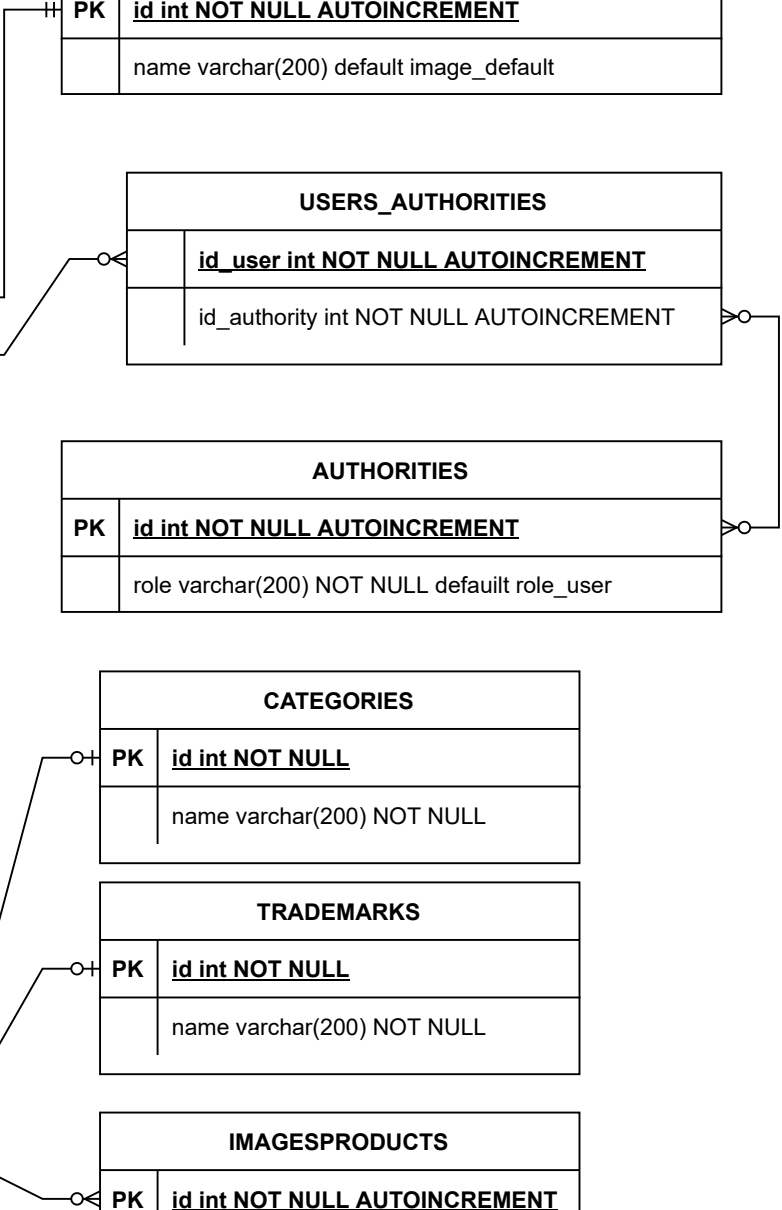 PK id int NOT NULL AUTOINCREMENT
name varchar(200) default image_default
USERS_AUTHORITIES
id_user int NOT NULL AUTOINCREMENT
id_authority int NOT NULL AUTOINCREMENT
AUTHORITIES
PK id int NOT NULL AUTOINCREMENT
role varchar(200) NOT NULL defauilt role_user
CATEGORIES
PK id int NOT NULL
name varchar(200) NOT NULL
TRADEMARKS
PK id int NOT NULL
name varchar(200) NOT NULL
IMAGESPRODUCTS
PK id int NOT NULL AUTOINCREMENT